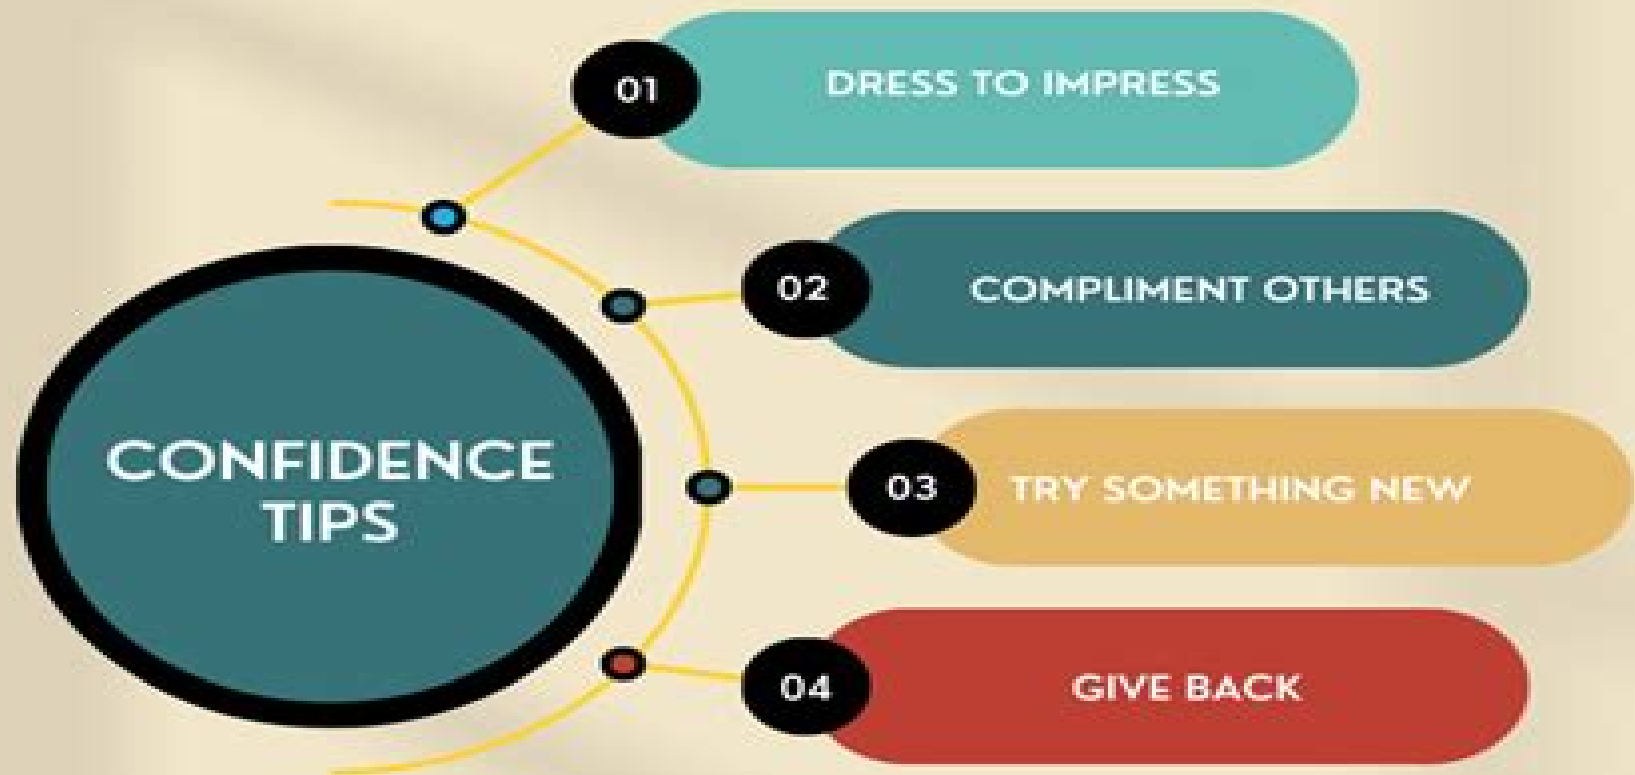 CONFIDENCE
TIPS
01
DRESS TO IMPRESS
02
COMPLIMENT OTHERS
03
TRY SOMETHING NEW
04
GIVE BACK